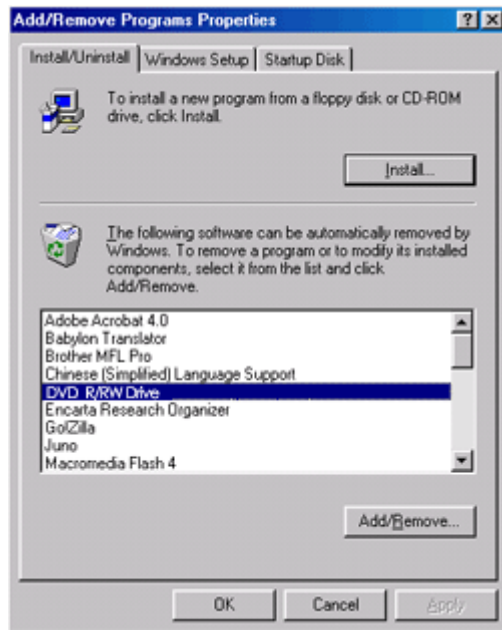 Add/Remove Programs Properties
Install/Uninstall Windows Setup Startup Disk
To install a new program from a floppy disk or CD-ROM
drive, click Install.
Install...
The following software can be automatically removed by
Windows. To remove a program or to modify its installed
components, select it from the list and click
Add/Remove.
Adobe Acrobat 4.0
Babylon Translator
Brother MFL Pro
Chinese (Simplified) Language Support
DVD R/RW Drive
Encarta Research Organizer
Go!Zilla
Juno
Macromedia Flash 4
Add/Remove...
OK Cancel Apply